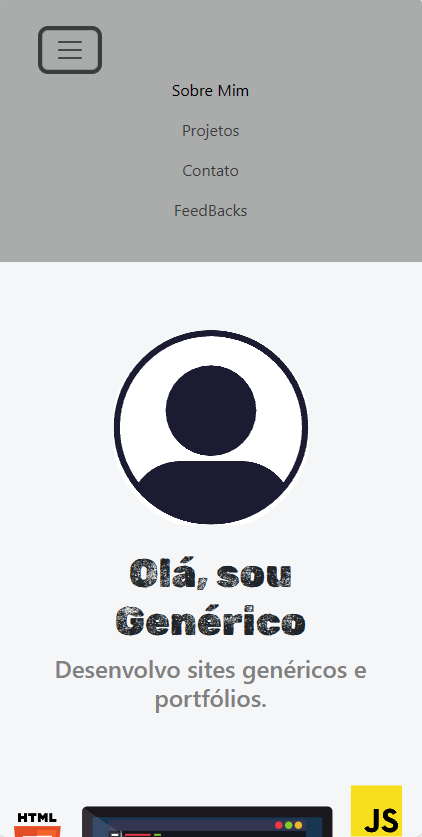 Sobre Mim
Projetos
Contato
FeedBacks
Olá, sou
Genérico
Desenvolvo sites genéricos e
portfólios.
HTML
JS